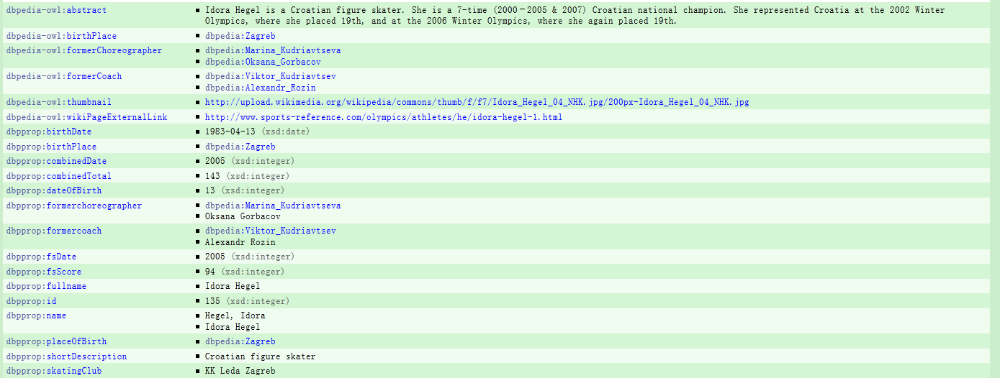 dbpedia-owl:abstract ▪ Idora Hegel is a Croatian figure skater. She is a 7-time (2000–2005 & 2007) Croatian national champion. She represented Croatia at the 2002 Winter
Olympics, where she placed 19th, and at the 2006 Winter Olympics, where she again placed 19th.
dbpedia-owl:birthPlace ▪ dbpedia:Zagreb
dbpedia-owl:formerChoreographer ▪ dbpedia:Marina_Kudriavtseva
▪ dbpedia:Oksana_Gorbacov
dbpedia-owl:formerCoach ▪ dbpedia:Viktor_Kudriavtsev
▪ dbpedia:Alexandr_Rozin
dbpedia-owl:thumbnail ▪ http://upload.wikimedia.org/wikipedia/commons/thumb/f/f7/Idora_Hegel_04_NHK.jpg/200px-Idora_Hegel_04_NHK.jpg
dbpedia-owl:wikiPageExternalLink ▪ http://www.sports-reference.com/olympics/athletes/he/idora-hegel-1.html
dbpprop:birthDate ▪ 1983-04-13 (xsd:date)
dbpprop:birthPlace ▪ dbpedia:Zagreb
dbpprop:combinedDate ▪ 2005 (xsd:integer)
dbpprop:combinedTotal ▪ 143 (xsd:integer)
dbpprop:dateOfBirth ▪ 13 (xsd:integer)
dbpprop:formerchoreographer ▪ dbpedia:Marina_Kudriavtseva
▪ Oksana Gorbacov
dbpprop:formercoach ▪ dbpedia:Viktor_Kudriavtsev
▪ Alexandr Rozin
dbpprop:fsDate ▪ 2005 (xsd:integer)
dbpprop:fsScore ▪ 94 (xsd:integer)
dbpprop:fullname ▪ Idora Hegel
dbpprop:id ▪ 135 (xsd:integer)
dbpprop:name ▪ Hegel, Idora
▪ Idora Hegel
dbpprop:placeOfBirth ▪ dbpedia:Zagreb
dbpprop:shortDescription ▪ Croatian figure skater
dbpprop:skatingClub ▪ KK Leda Zagreb